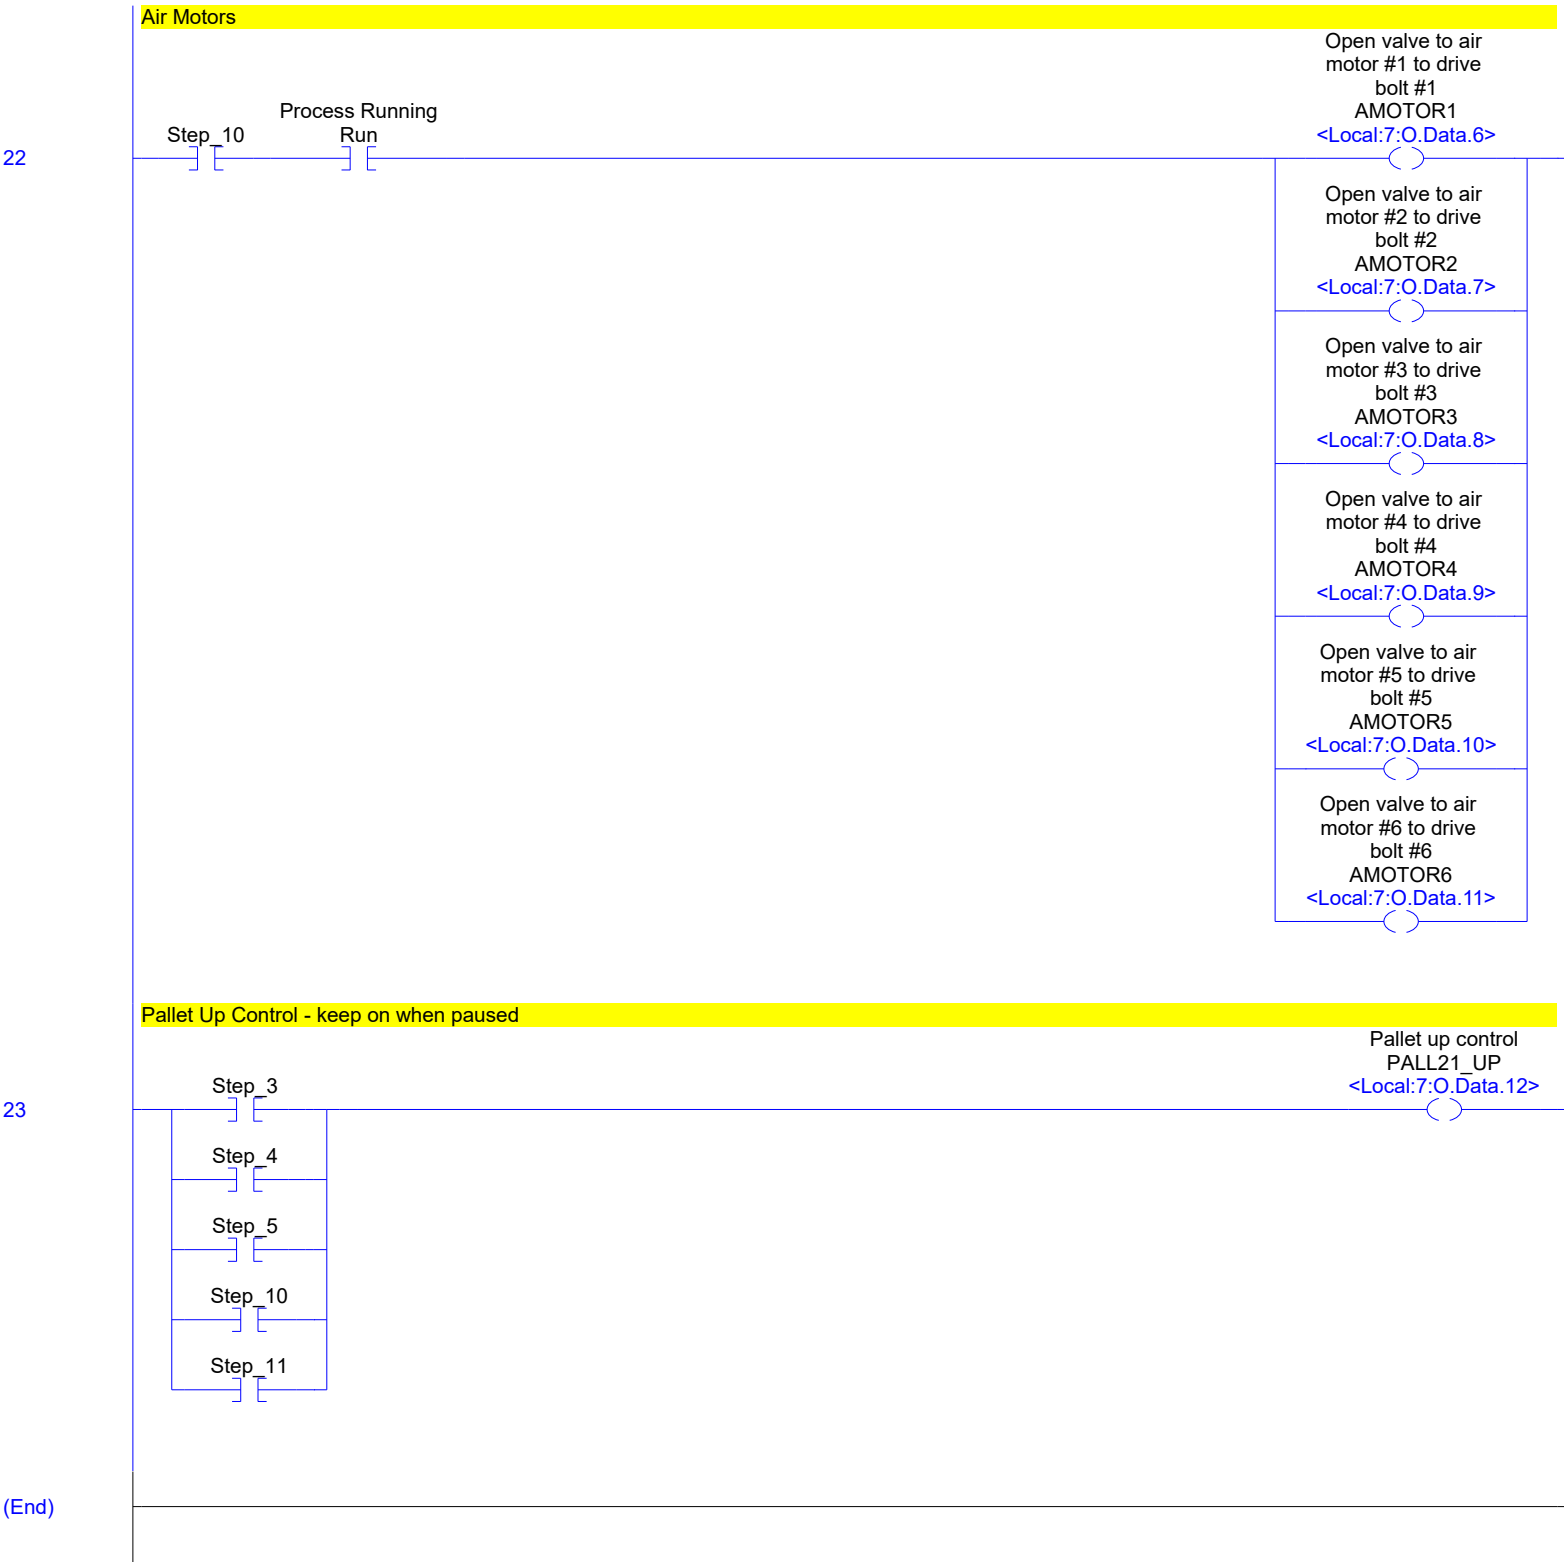 Air Motors
Open valve to air
motor #1 to drive
bolt #1
AMOTOR1
<Local:7:O.Data.6>
Process Running
Run
Step_10
22
Open valve to air
motor #2 to drive
bolt #2
AMOTOR2
<Local:7:O.Data.7>
Open valve to air
motor #3 to drive
bolt #3
AMOTOR3
<Local:7:O.Data.8>
Open valve to air
motor #4 to drive
bolt #4
AMOTOR4
<Local:7:O.Data.9>
Open valve to air
motor #5 to drive
bolt #5
AMOTOR5
<Local:7:O.Data.10>
Open valve to air
motor #6 to drive
bolt #6
AMOTOR6
<Local:7:O.Data.11>
Pallet Up Control - keep on when paused
Pallet up control
PALL21_UP
<Local:7:O.Data.12>
Step_3
23
Step_4
Step_5
Step_10
Step_11
(End)